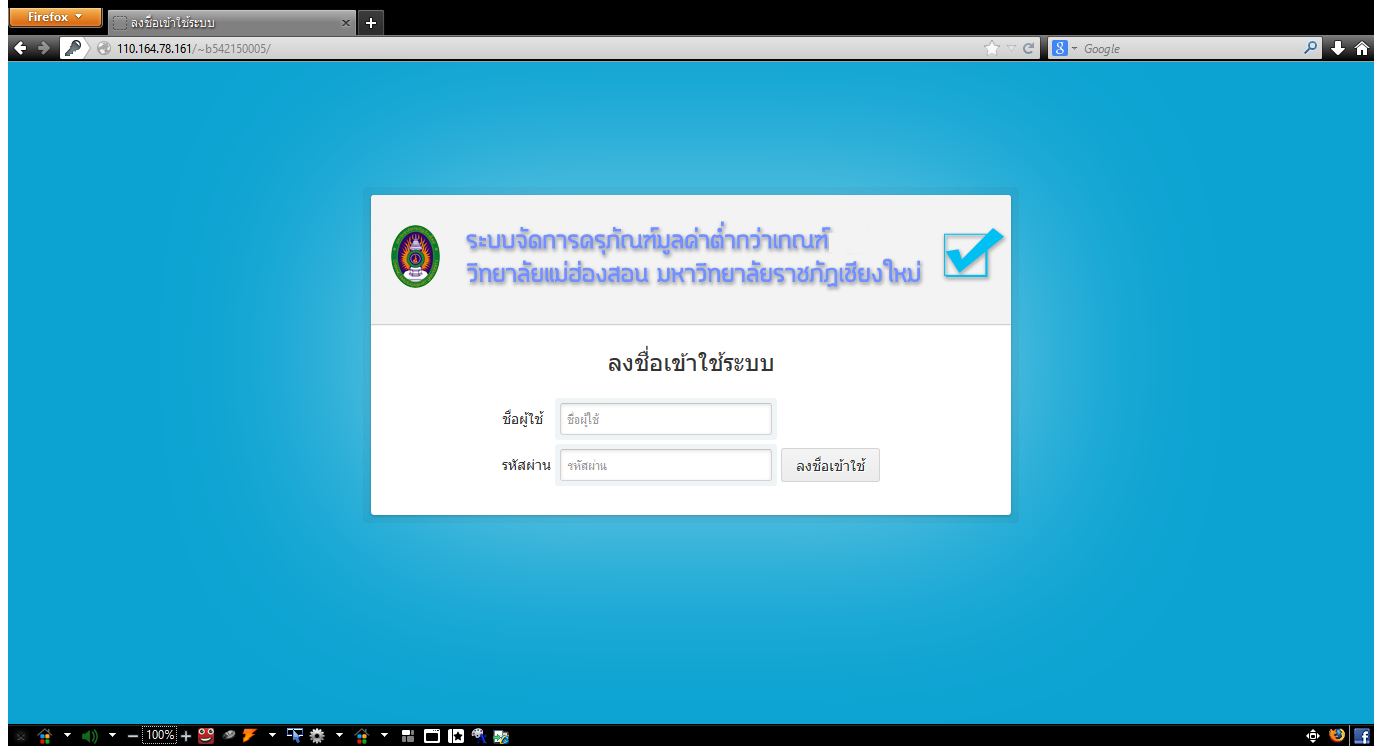 Firefox
ลงชื่อเข้าใช้ระบบ
110.164.78.161/~b542150005/
8
Google
ระบบจัดการครุภัณฑ์มูลค่าต่ำกว่าเกณฑ์
วิทยาลัยแม่ฮ่องสอน มหาวิทยาลัยราชภัฏเชียงใหม่
ลงชื่อเข้าใช้ระบบ
ชื่อผู้ใช้
ชื่อผู้ใช้
รหัสผ่าน
รหัสผ่าน
ลงชื่อเข้าใช้
100%
f